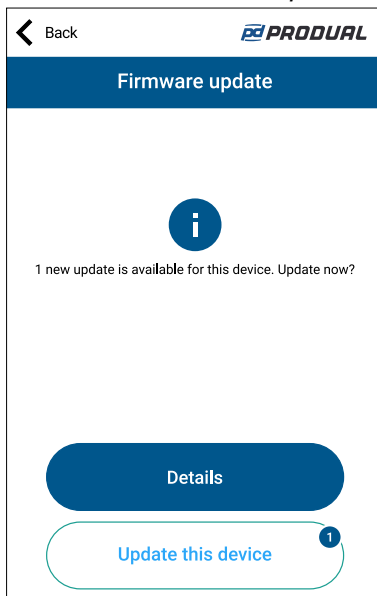 Back
pd PRODUAL
Firmware update
i
1 new update is available for this device. Update now?
Details
1
Update this device